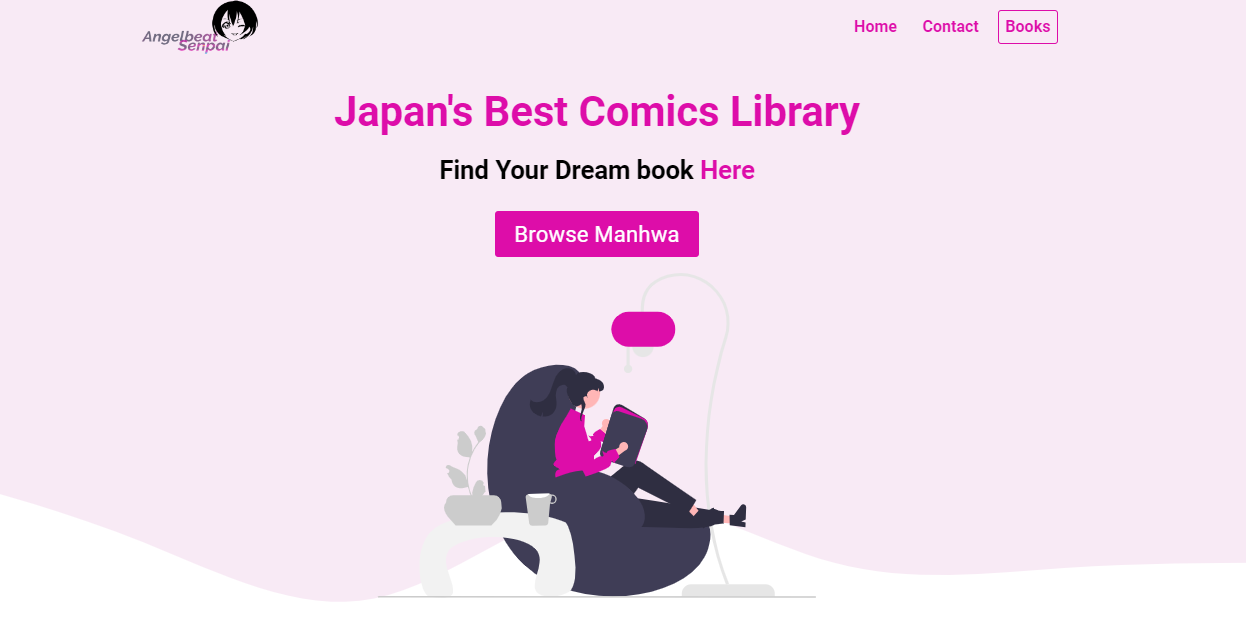 Angelbeat
Senpai
Home
Contact
Books
Japan's Best Comics Library
Find Your Dream book Here
Browse Manhwa